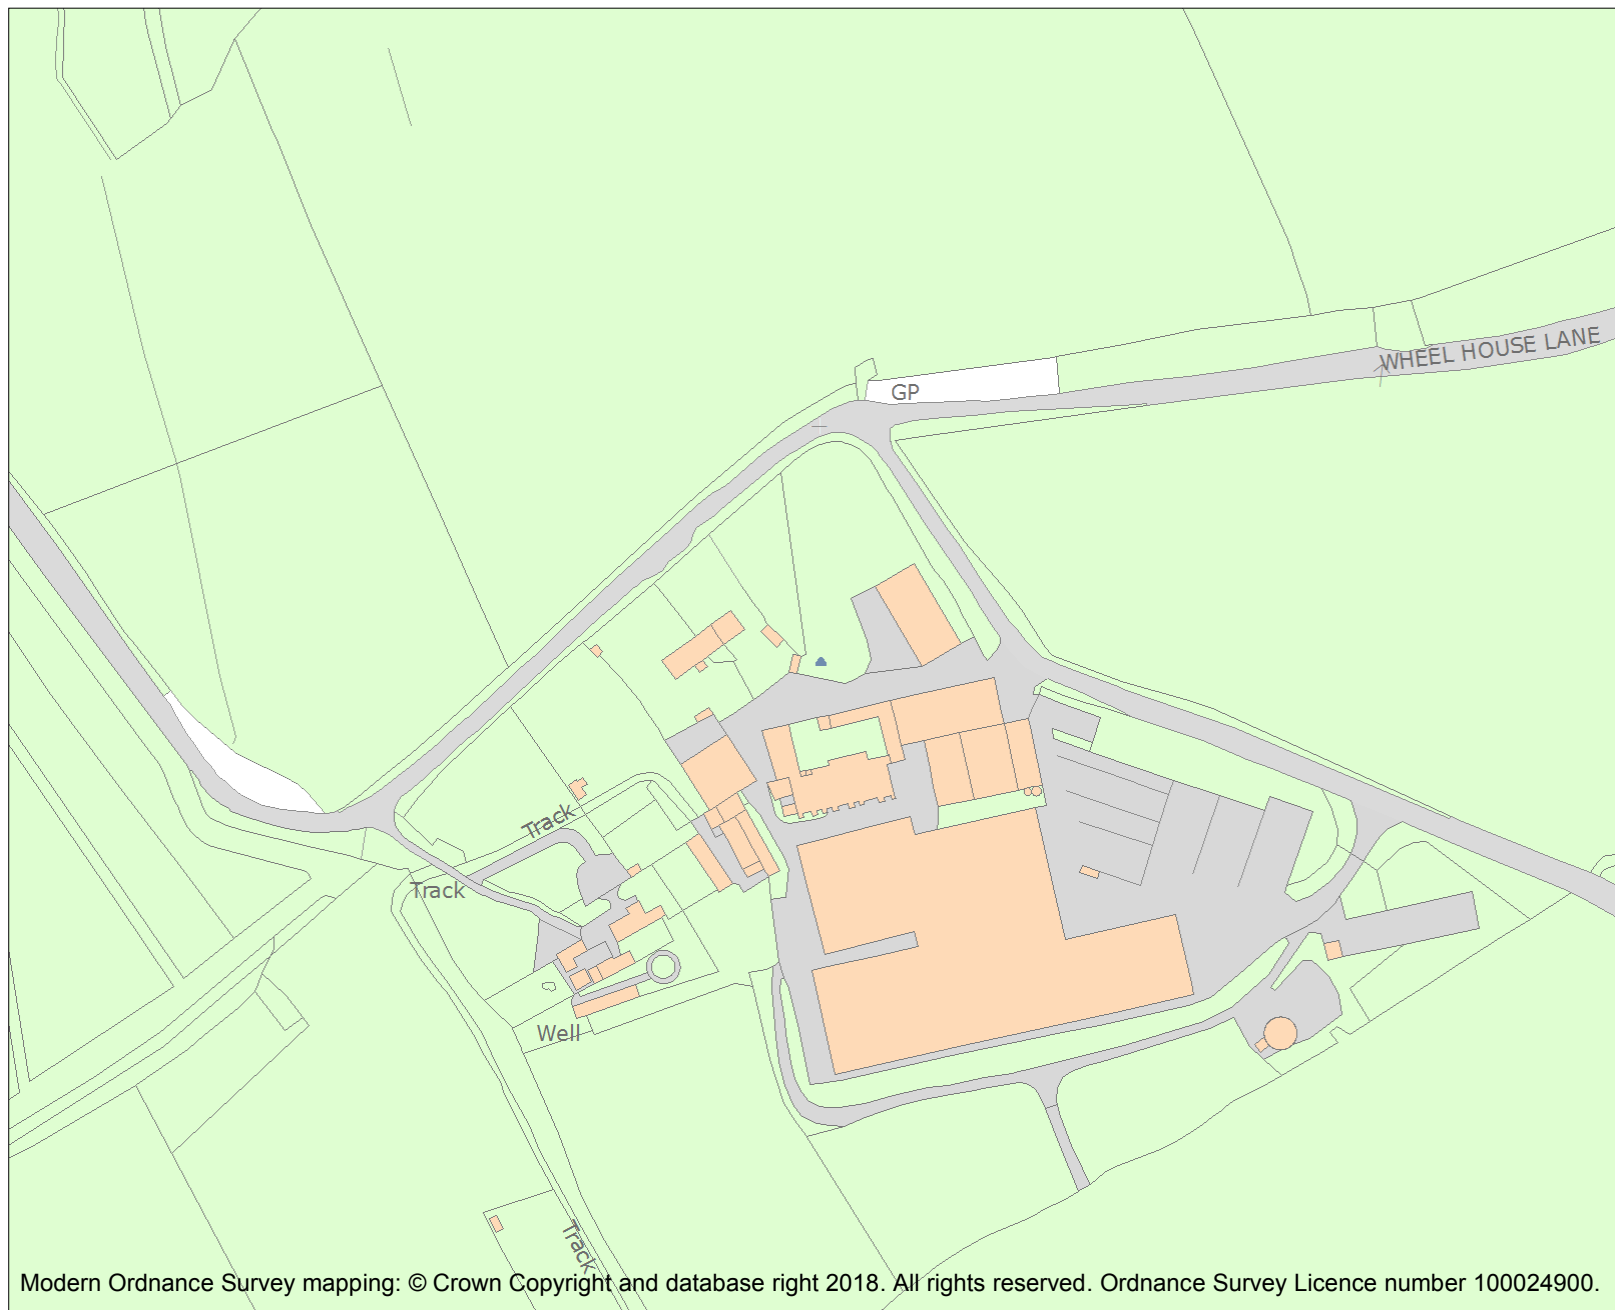 WHEEL HOUSE LANE
GP
Track
Track
Well
Track
Modern Ordnance Survey mapping: © Crown Copyright and database right 2018. All rights reserved. Ordnance Survey Licence number 100024900.